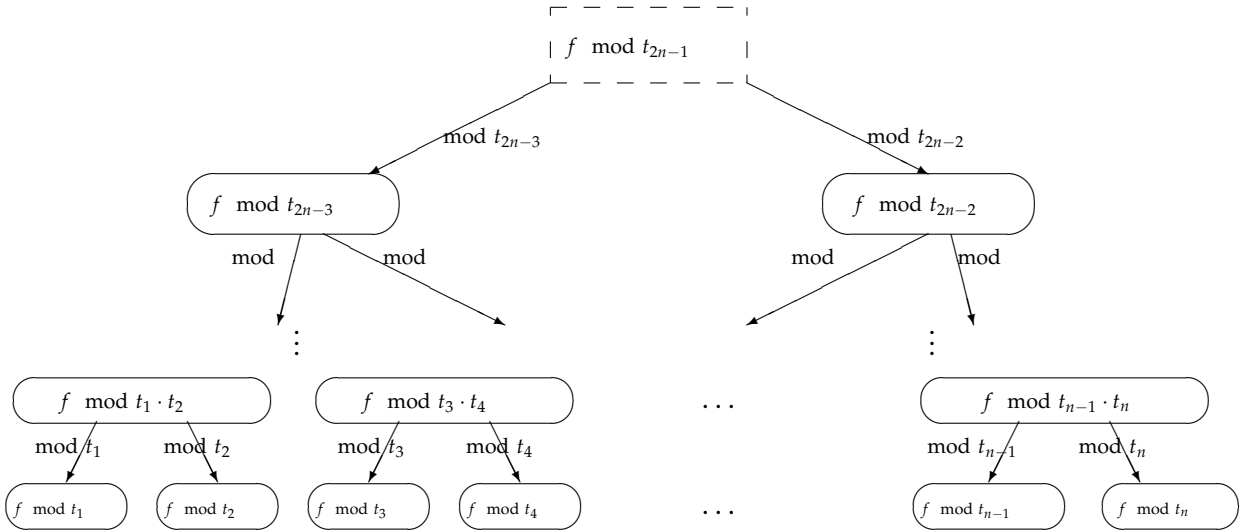 f mod t_{2n−1}
mod t_{2n−3} mod t_{2n−2}
f mod t_{2n−3} f mod t_{2n−2}
mod mod mod mod
⋮ ⋮
f mod t_1 · t_2 f mod t_3 · t_4 ... f mod t_{n−1} · t_n
mod t_1 mod t_2 mod t_3 mod t_4 mod t_{n−1} mod t_n
f mod t_1 f mod t_2 f mod t_3 f mod t_4 ... f mod t_{n−1} f mod t_n